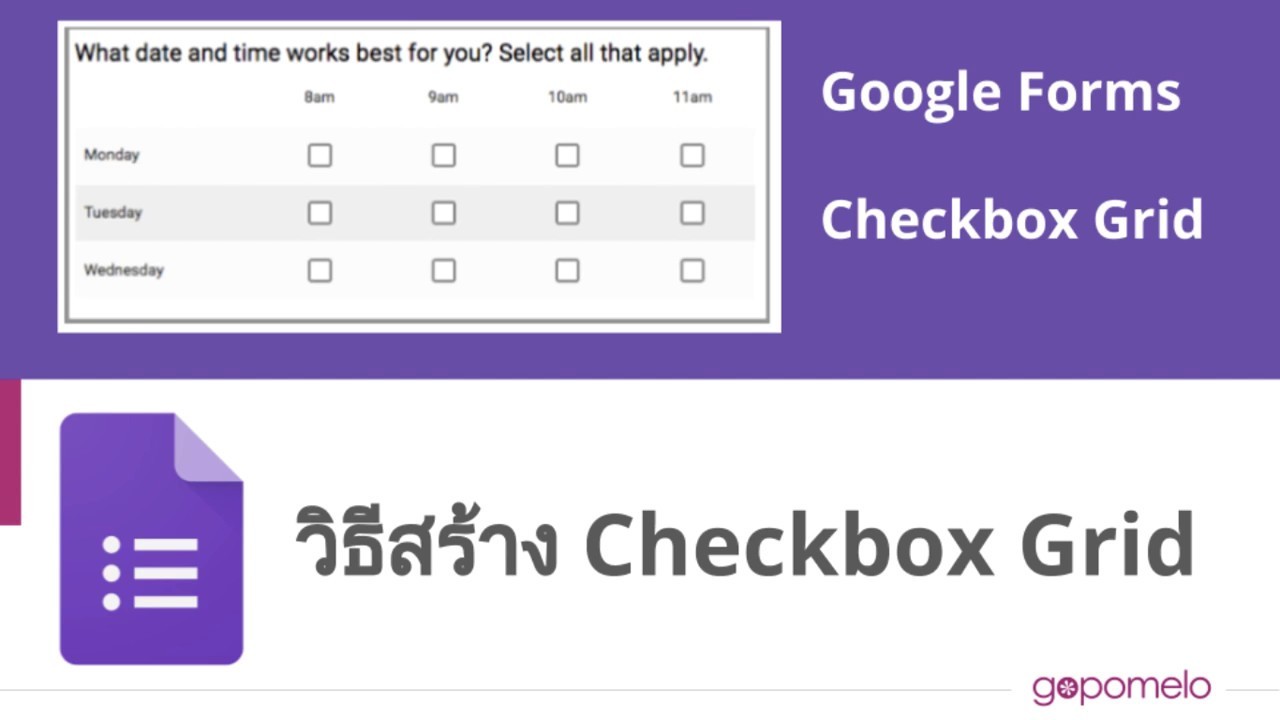 What date and time works best for you? Select all that apply.
8am 9am 10am 11am
Monday
Tuesday
Wednesday
Google Forms
Checkbox Grid
วิธีสร้าง Checkbox Grid
gopomelo